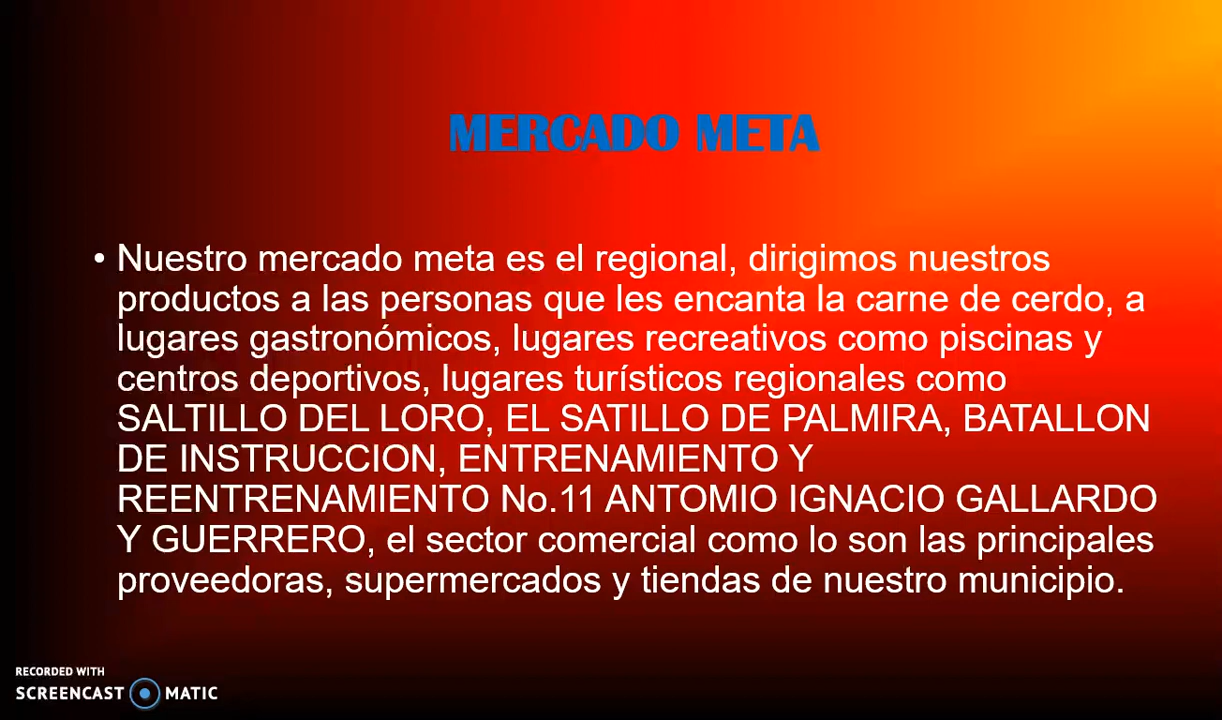 MERCADO META
• Nuestro mercado meta es el regional, dirigimos nuestros
productos a las personas que les encanta la carne de cerdo, a
lugares gastronómicos, lugares recreativos como piscinas y
centros deportivos, lugares turísticos regionales como
SALTILLO DEL LORO, EL SATILLO DE PALMIRA, BATALLON
DE INSTRUCCION, ENTRENAMIENTO Y
REENTRENAMIENTO No.11 ANTOMIO IGNACIO GALLARDO
Y GUERRERO, el sector comercial como lo son las principales
proveedoras, supermercados y tiendas de nuestro municipio.
RECORDED WITH
SCREENCAST MATIC